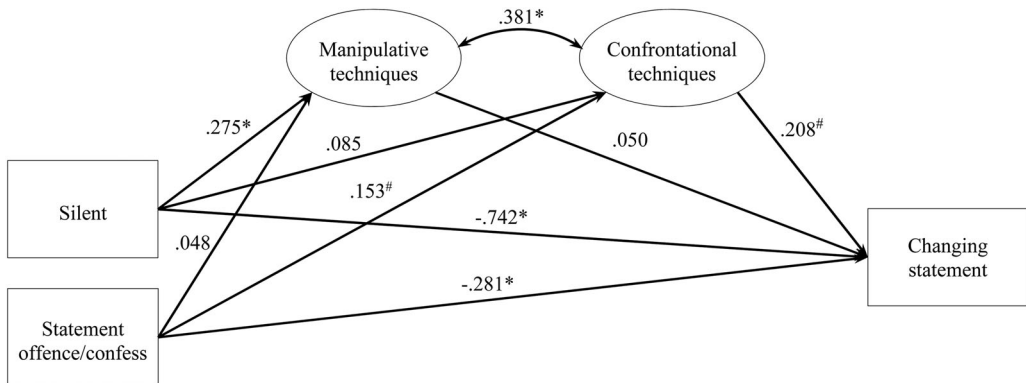 .381*
Manipulative
techniques
Confrontational
techniques
.275*
.085
.050
.208#
.153#
Silent
-.742*
.048
Changing
statement
-.281*
Statement
offence/confess